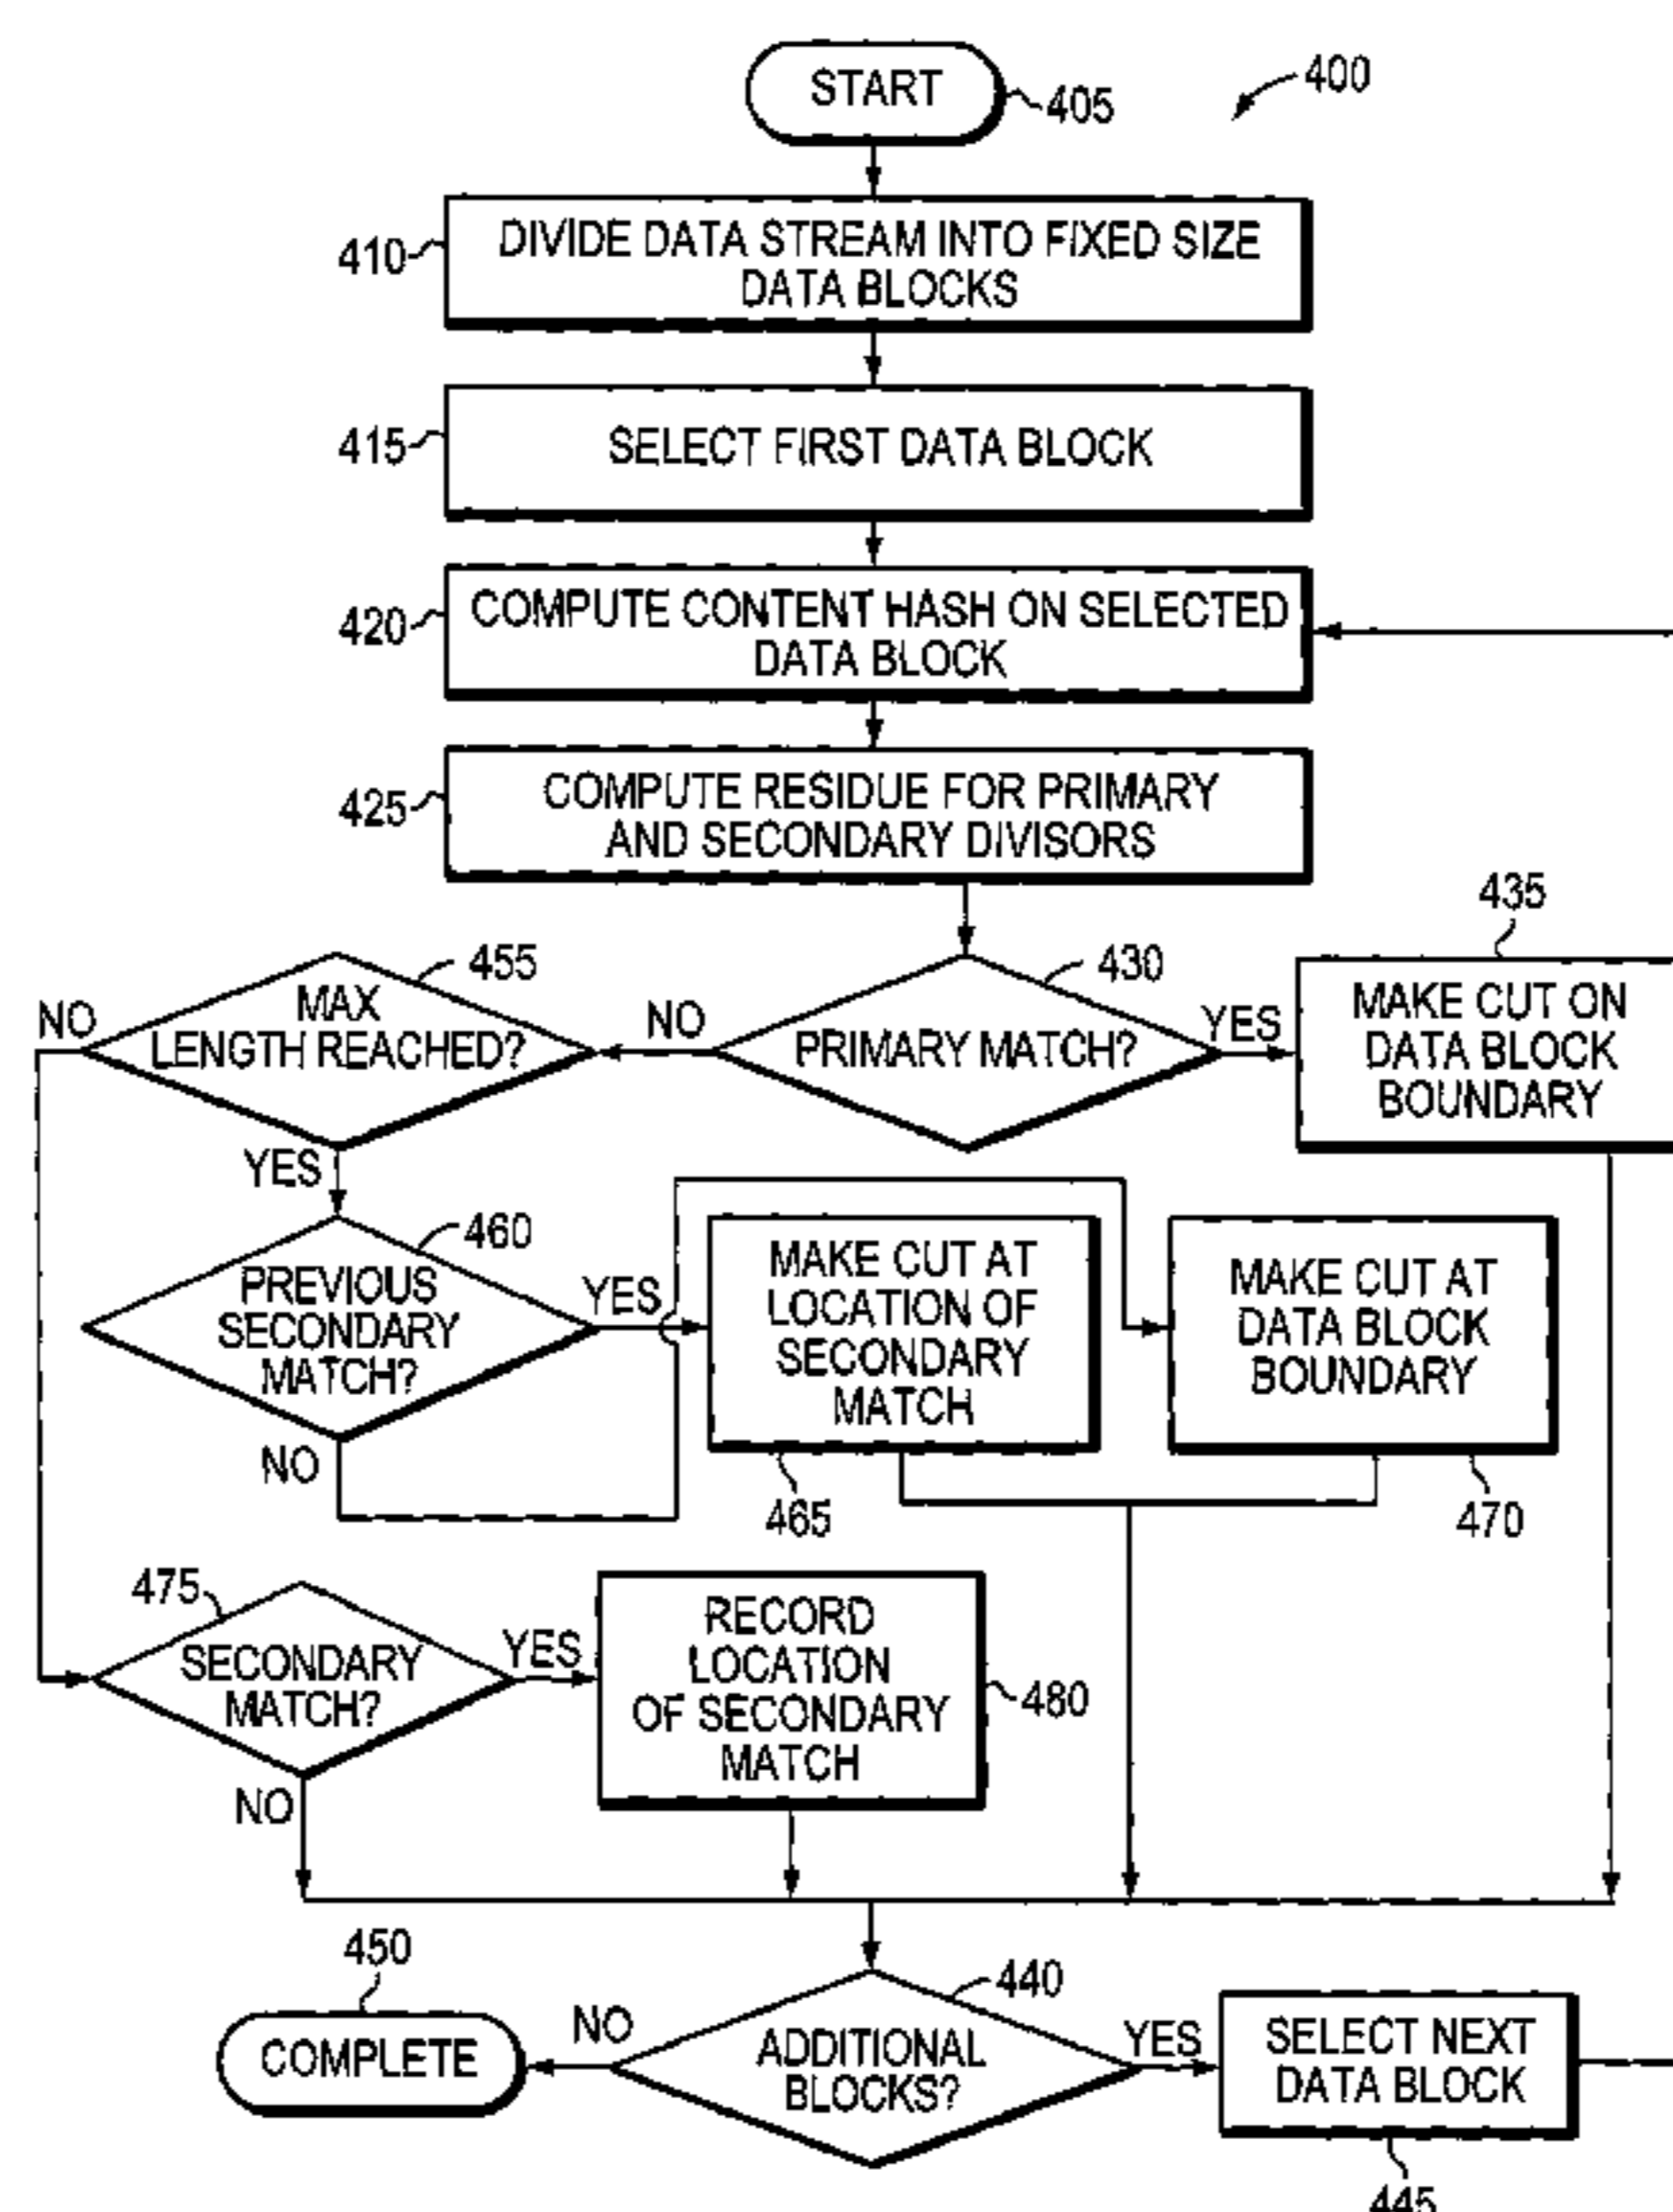 START
405
400
410
DIVIDE DATA STREAM INTO FIXED SIZE
DATA BLOCKS
415
SELECT FIRST DATA BLOCK
420
COMPUTE CONTENT HASH ON SELECTED
DATA BLOCK
425
COMPUTE RESIDUE FOR PRIMARY
AND SECONDARY DIVISORS
435
455
430
NO
MAX
LENGTH REACHED?
NO
PRIMARY MATCH?
YES
MAKE CUT ON
DATA BLOCK
BOUNDARY
YES
460
PREVIOUS
SECONDARY
MATCH?
YES
MAKE CUT AT
LOCATION OF
SECONDARY
MATCH
MAKE CUT AT
DATA BLOCK
BOUNDARY
NO
465
470
475
SECONDARY
MATCH?
YES
RECORD
LOCATION
OF SECONDARY
MATCH
480
NO
450
440
COMPLETE
NO
ADDITIONAL
BLOCKS?
YES
SELECT NEXT
DATA BLOCK
445